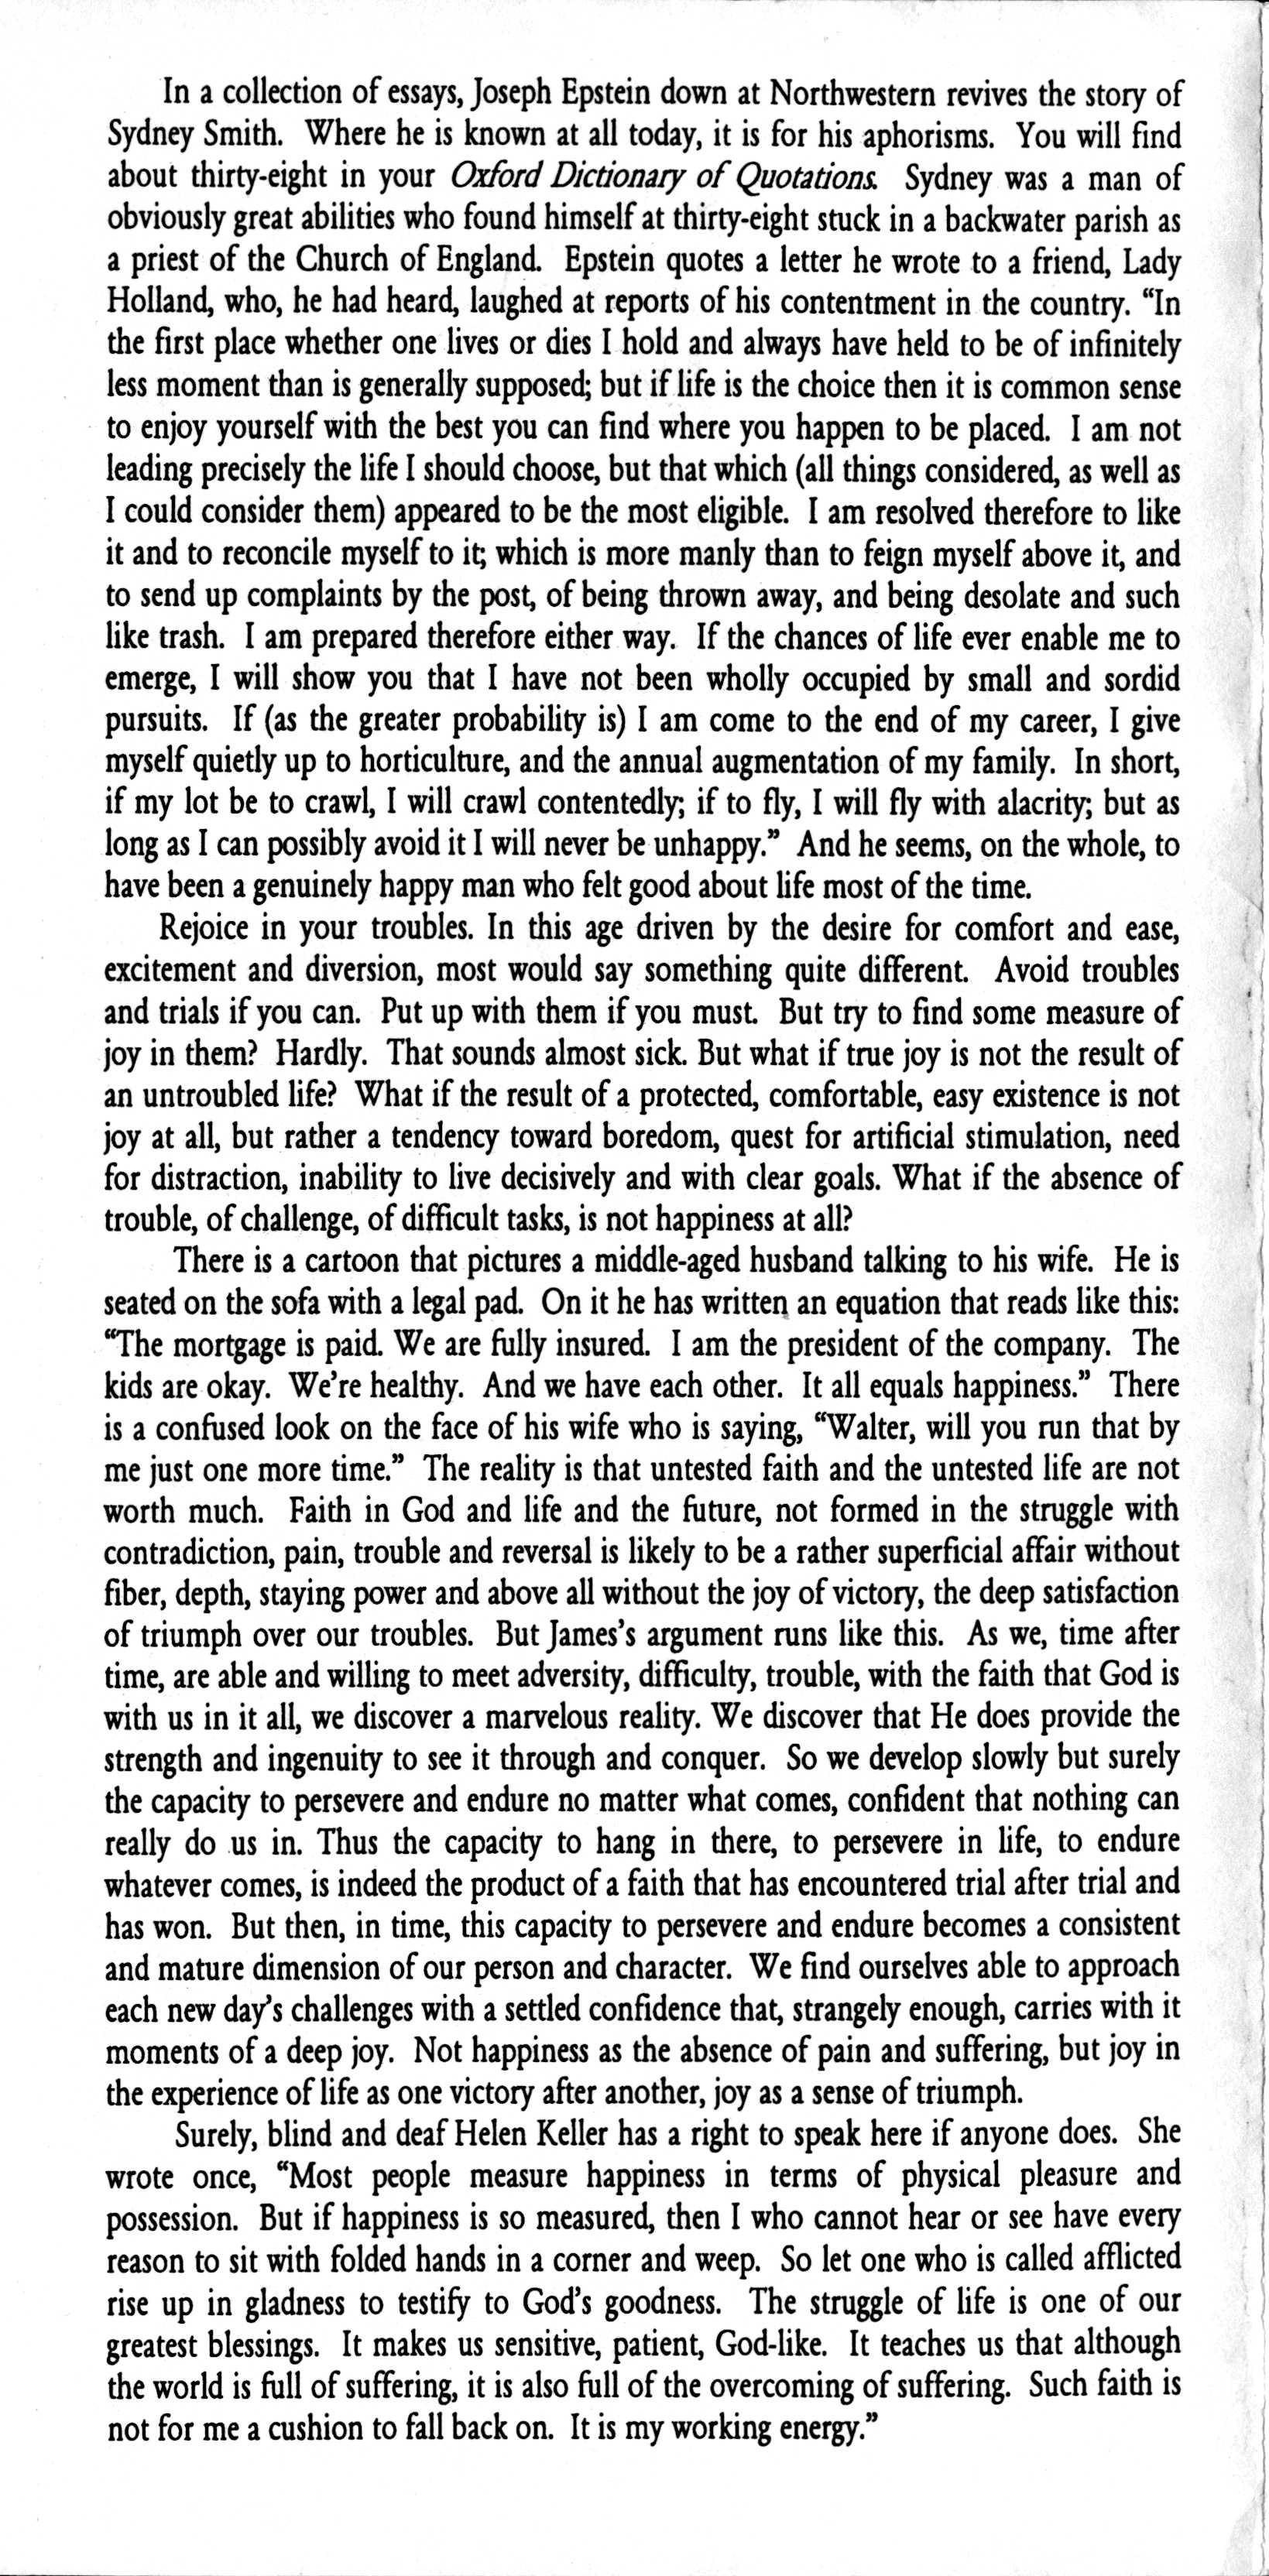 In a collection of essays, Joseph Epstein down at Northwestern revives the story of
Sydney Smith. Where he is known at all today, it is for his aphorisms. You will find
about thirty-eight in your Oxford Dictionary of Quotations. Sydney was a man of
obviously great abilities who found himself at thirty-eight stuck in a backwater parish as
a priest of the Church of England. Epstein quotes a letter he wrote to a friend, Lady
Holland, who, he had heard, laughed at reports of his contentment in the country. “In
the first place whether one lives or dies I hold and always have held to be of infinitely
less moment than is generally supposed; but if life is the choice then it is common sense
to enjoy yourself with the best you can find where you happen to be placed. I am not
leading precisely the life I should choose, but that which (all things considered, as well as
I could consider them) appeared to be the most eligible. I am resolved therefore to like
it and to reconcile myself to it; which is more manly than to feign myself above it, and
to send up complaints by the post, of being thrown away, and being desolate and such
like trash. I am prepared therefore either way. If the chances of life ever enable me to
emerge, I will show you that I have not been wholly occupied by small and sordid
pursuits. If (as the greater probability is) I am come to the end of my career, I give
myself quietly up to horticulture, and the annual augmentation of my family. In short,
if my lot be to crawl, I will crawl contentedly; if to fly, I will fly with alacrity; but as
long as I can possibly avoid it I will never be unhappy.” And he seems, on the whole, to
have been a genuinely happy man who felt good about life most of the time.
Rejoice in your troubles. In this age driven by the desire for comfort and ease,
excitement and diversion, most would say something quite different. Avoid troubles
and trials if you can. Put up with them if you must. But try to find some measure of
joy in them? Hardly. That sounds almost sick. But what if true joy is not the result of
an untroubled life? What if the result of a protected, comfortable, easy existence is not
joy at all, but rather a tendency toward boredom, quest for artificial stimulation, need
for distraction, inability to live decisively and with clear goals. What if the absence of
trouble, of challenge, of difficult tasks, is not happiness at all?
There is a cartoon that pictures a middle-aged husband talking to his wife. He is
seated on the sofa with a legal pad. On it he has written an equation that reads like this:
“The mortgage is paid. We are fully insured. I am the president of the company. The
kids are okay. We're healthy. And we have each other. It all equals happiness.” There
is a confused look on the face of his wife who is saying, “Walter, will you run that by
me just one more time.” The reality is that untested faith and the untested life are not
worth much. Faith in God and life and the future, not formed in the struggle with
contradiction, pain, trouble and reversal is likely to be a rather superficial affair without
fiber, depth, staying power and above all without the joy of victory, the deep satisfaction
of triumph over our troubles. But James's argument runs like this. As we, time after
time, are able and willing to meet adversity, difficulty, trouble, with the faith that God is
with us in it all, we discover a marvelous reality. We discover that He does provide the
strength and ingenuity to see it through and conquer. So we develop slowly but surely
the capacity to persevere and endure no matter what comes, confident that nothing can
really do us in. Thus the capacity to hang in there, to persevere in life, to endure
whatever comes, is indeed the product of a faith that has encountered trial after trial and
has won. But then, in time, this capacity to persevere and endure becomes a consistent
and mature dimension of our person and character. We find ourselves able to approach
each new day's challenges with a settled confidence that, strangely enough, carries with it
moments of a deep joy. Not happiness as the absence of pain and suffering, but joy in
the experience of life as one victory after another, joy as a sense of triumph.
Surely, blind and deaf Helen Keller has a right to speak here if anyone does. She
wrote once, “Most people measure happiness in terms of physical pleasure and
possession. But if happiness is so measured, then I who cannot hear or see have every
reason to sit with folded hands in a corner and weep. So let one who is called afflicted
rise up in gladness to testify to God's goodness. The struggle of life is one of our
greatest blessings. It makes us sensitive, patient, God-like. It teaches us that although
the world is full of suffering, it is also full of the overcoming of suffering. Such faith is
not for me a cushion to fall back on. It is my working energy.”